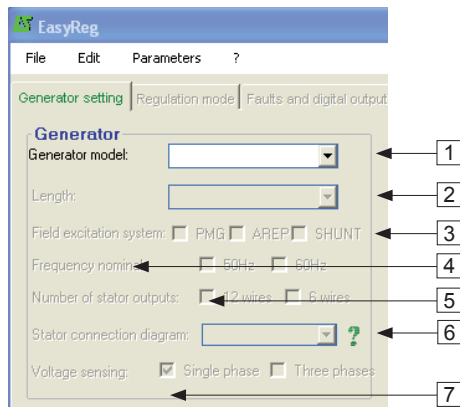 EasyReg
File Edit Parameters ?
Generator setting Regulation mode Faults and digital output
Generator
Generator model: 1
Length: 2
Field excitation system: PMG AREP SHUNT 3
Frequency nominal 50Hz 60Hz 4
Number of stator outputs: 12 wires 6 wires 5
Stator connection diagram: ? 6
Voltage sensing: Single phase Three phases
7